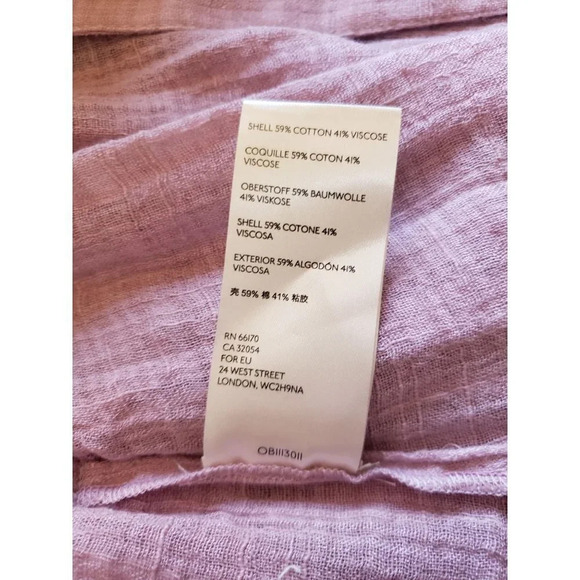 SHELL 59% COTTON 41% VISCOSE
COQUILLE 59% COTON 41%
VISCOSE
OBERSTOFF 59% BAUMWOLLE
41% VISKOSE
SHELL 59% COTONE 41%
VISCOSA
EXTERIOR 59% ALGODÓN 41%
VISCOSA
壳 59% 棉 41% 粘胶
RN 66170
CA 32054
FOR EU
24 WEST STREET
LONDON, WC2H9NA
OB1113011